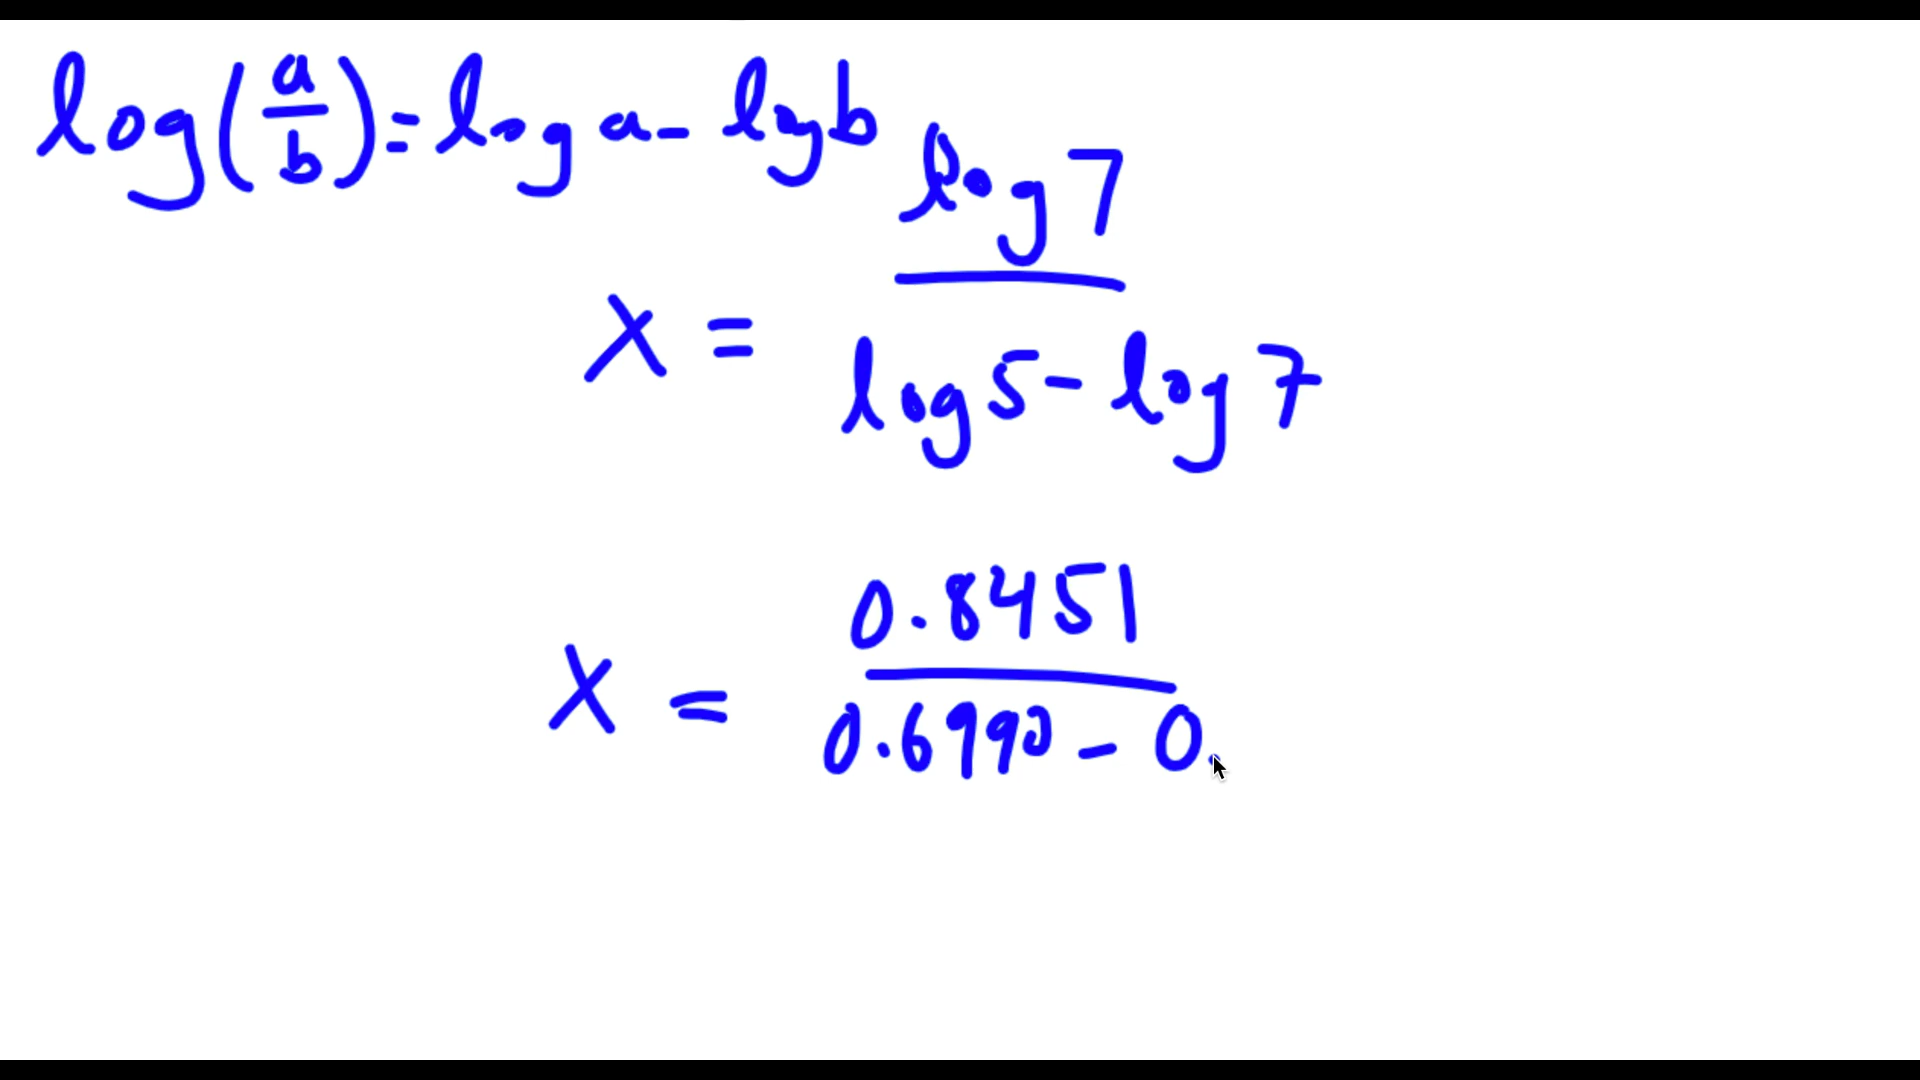 log(a/b) = log a - log b
x = log 7 / log 5 - log 7
x = 0.8451 / 0.6990 - 0.